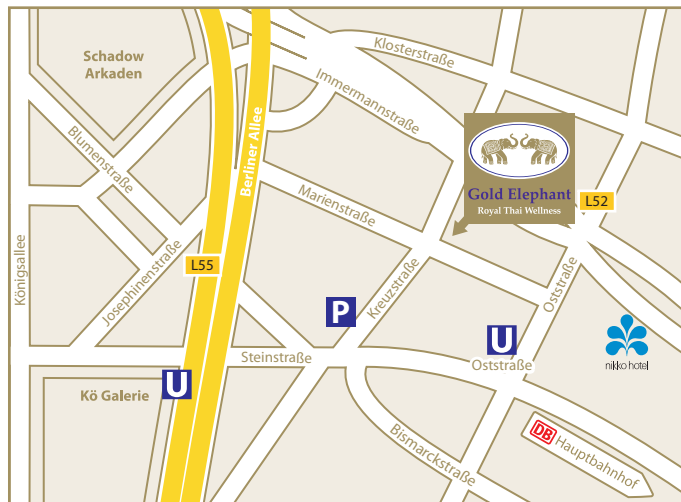 Schadow
Arkaden
Klosterstraße
Immermannstraße
Blumenstraße
Berliner Allee
Gold Elephant
Royal Thai Wellness
L52
Marienstraße
Königsallee
Josephinenstraße
L55
Kreuzstraße
Oststraße
P
U
nikko hotel
Steinstraße
Oststraße
U
Kö Galerie
Bismarckstraße
DB Hauptbahnhof